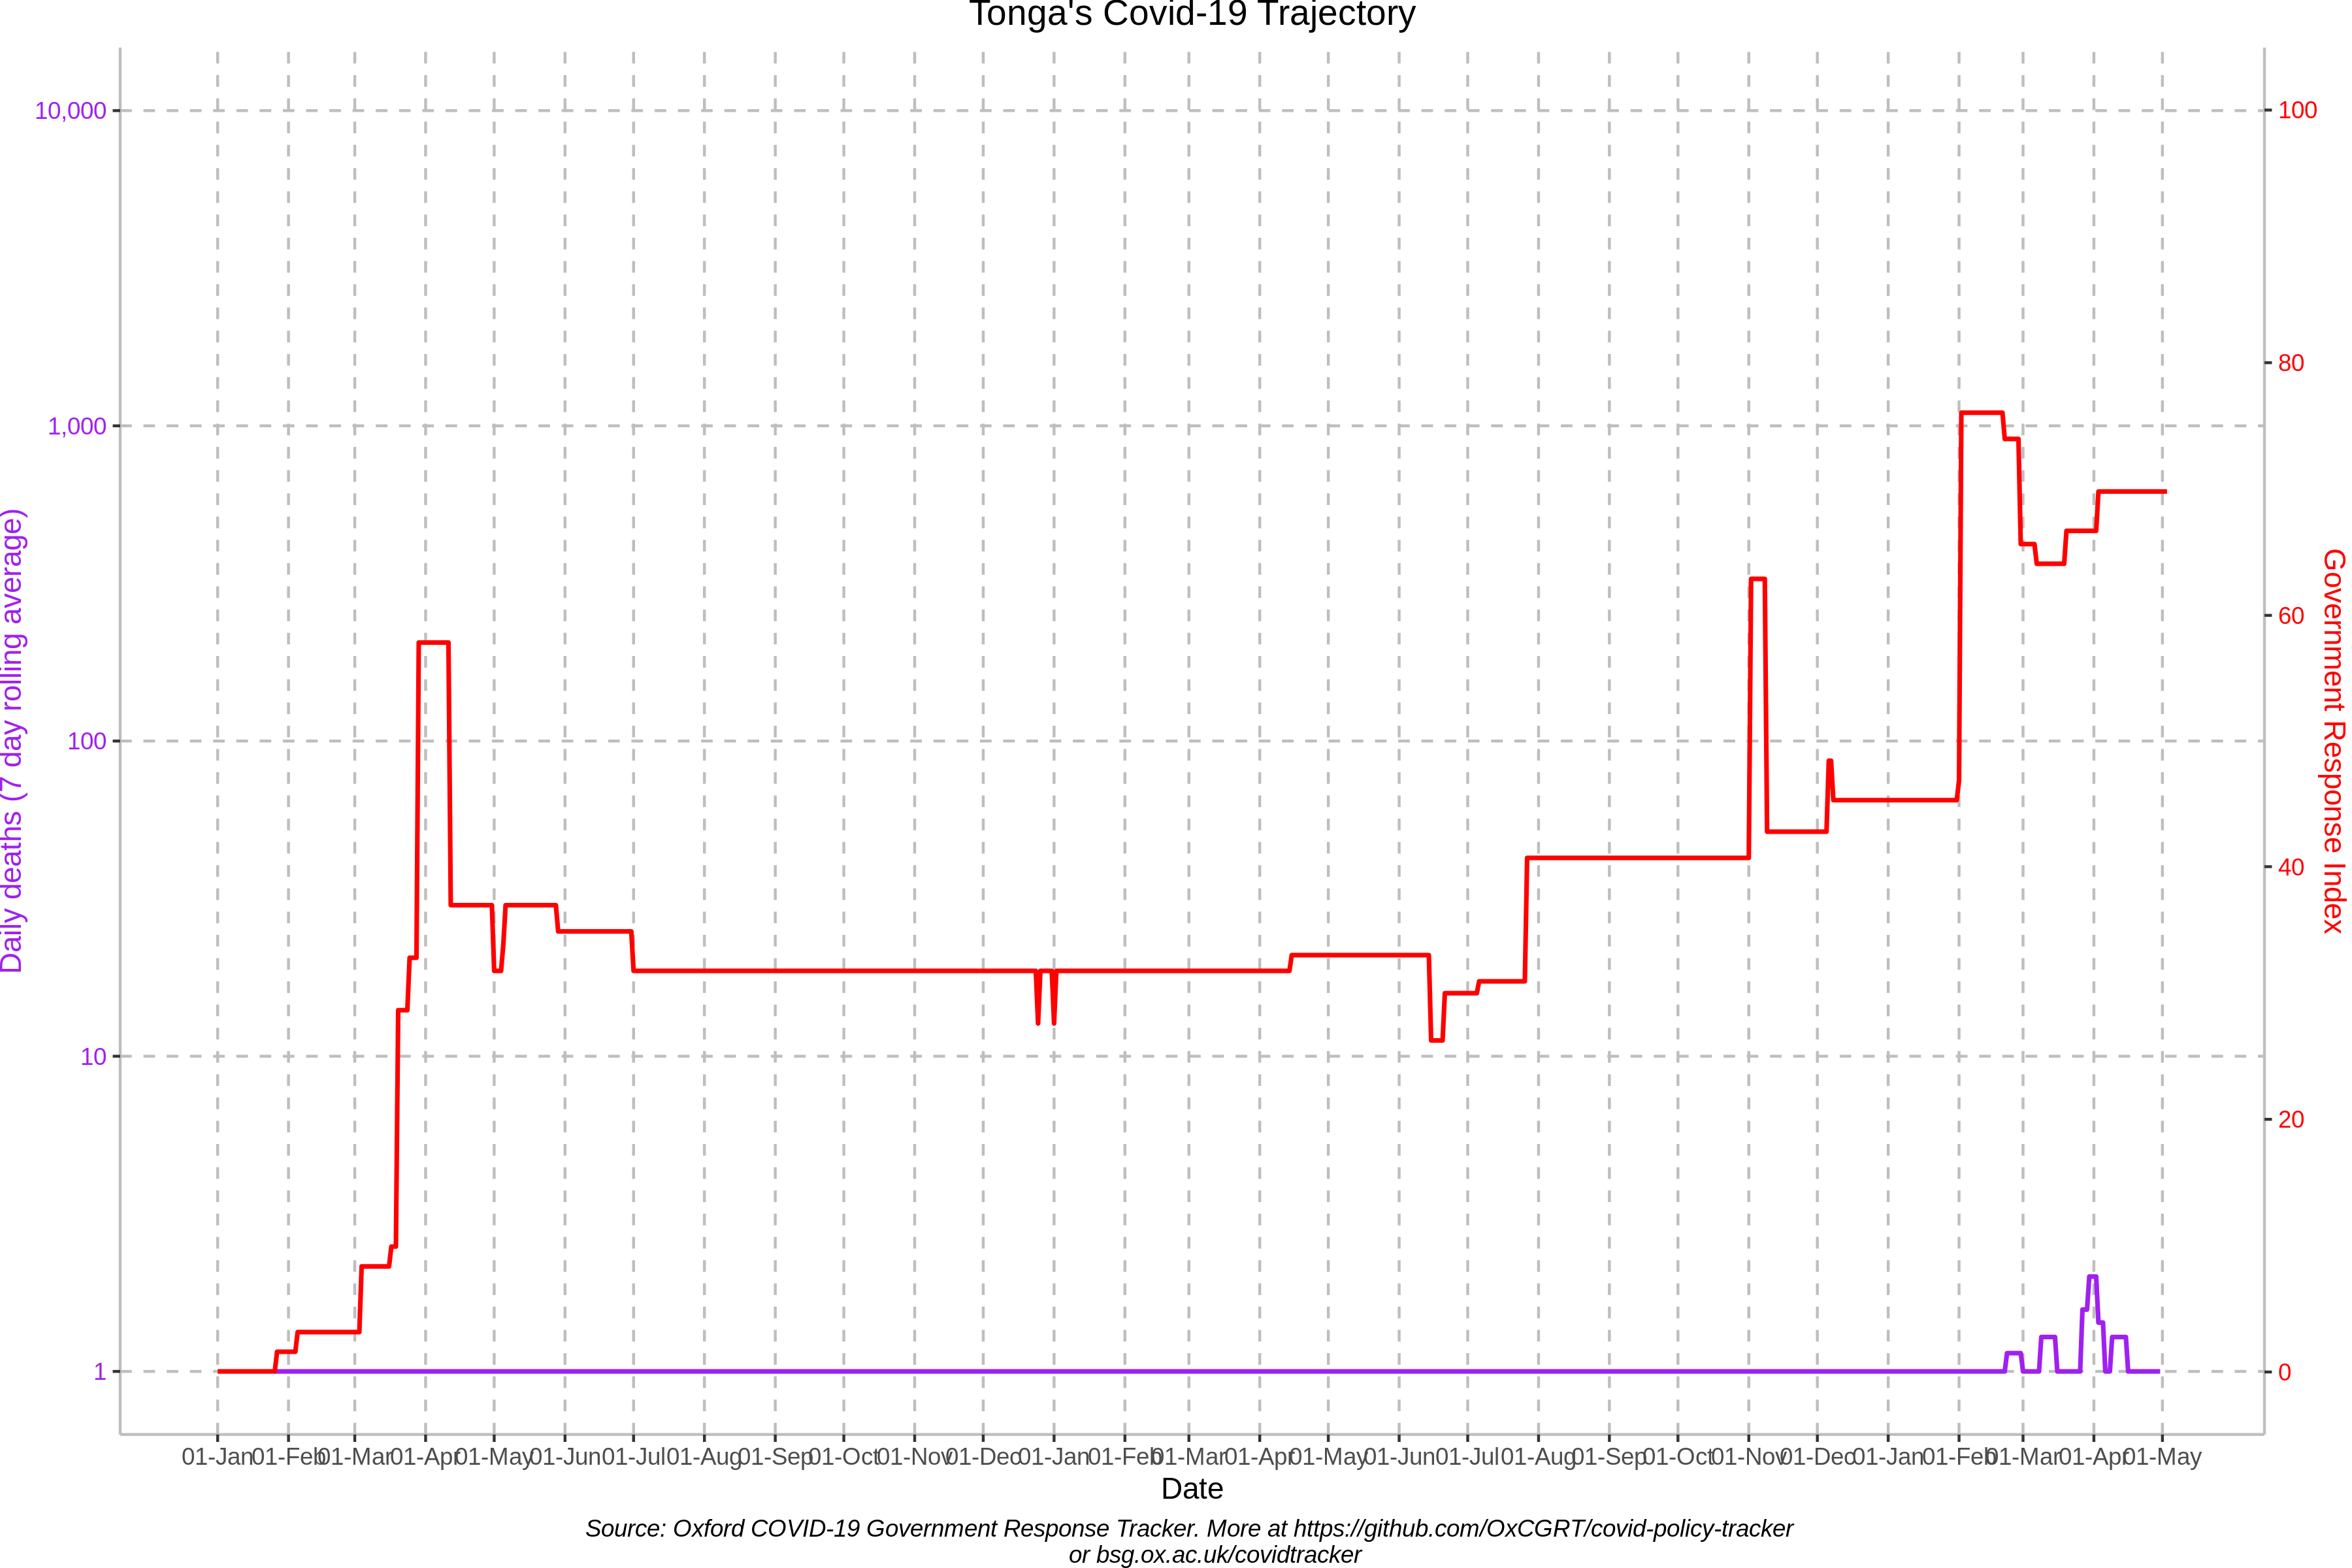 Tonga's Covid-19 Trajectory
10,000
1,000
100
10
1
Daily deaths (7 day rolling average)
100
80
60
40
20
0
Government Response Index
01-Jan 01-Feb 01-Mar 01-Apr 01-May 01-Jun 01-Jul 01-Aug 01-Sep 01-Oct 01-Nov 01-Dec 01-Jan 01-Feb 01-Mar 01-Apr 01-May 01-Jun 01-Jul 01-Aug 01-Sep 01-Oct 01-Nov 01-Dec 01-Jan 01-Feb 01-Mar 01-Apr 01-May
Date
Source: Oxford COVID-19 Government Response Tracker. More at https://github.com/OxCGRT/covid-policy-tracker
or bsg.ox.ac.uk/covidtracker